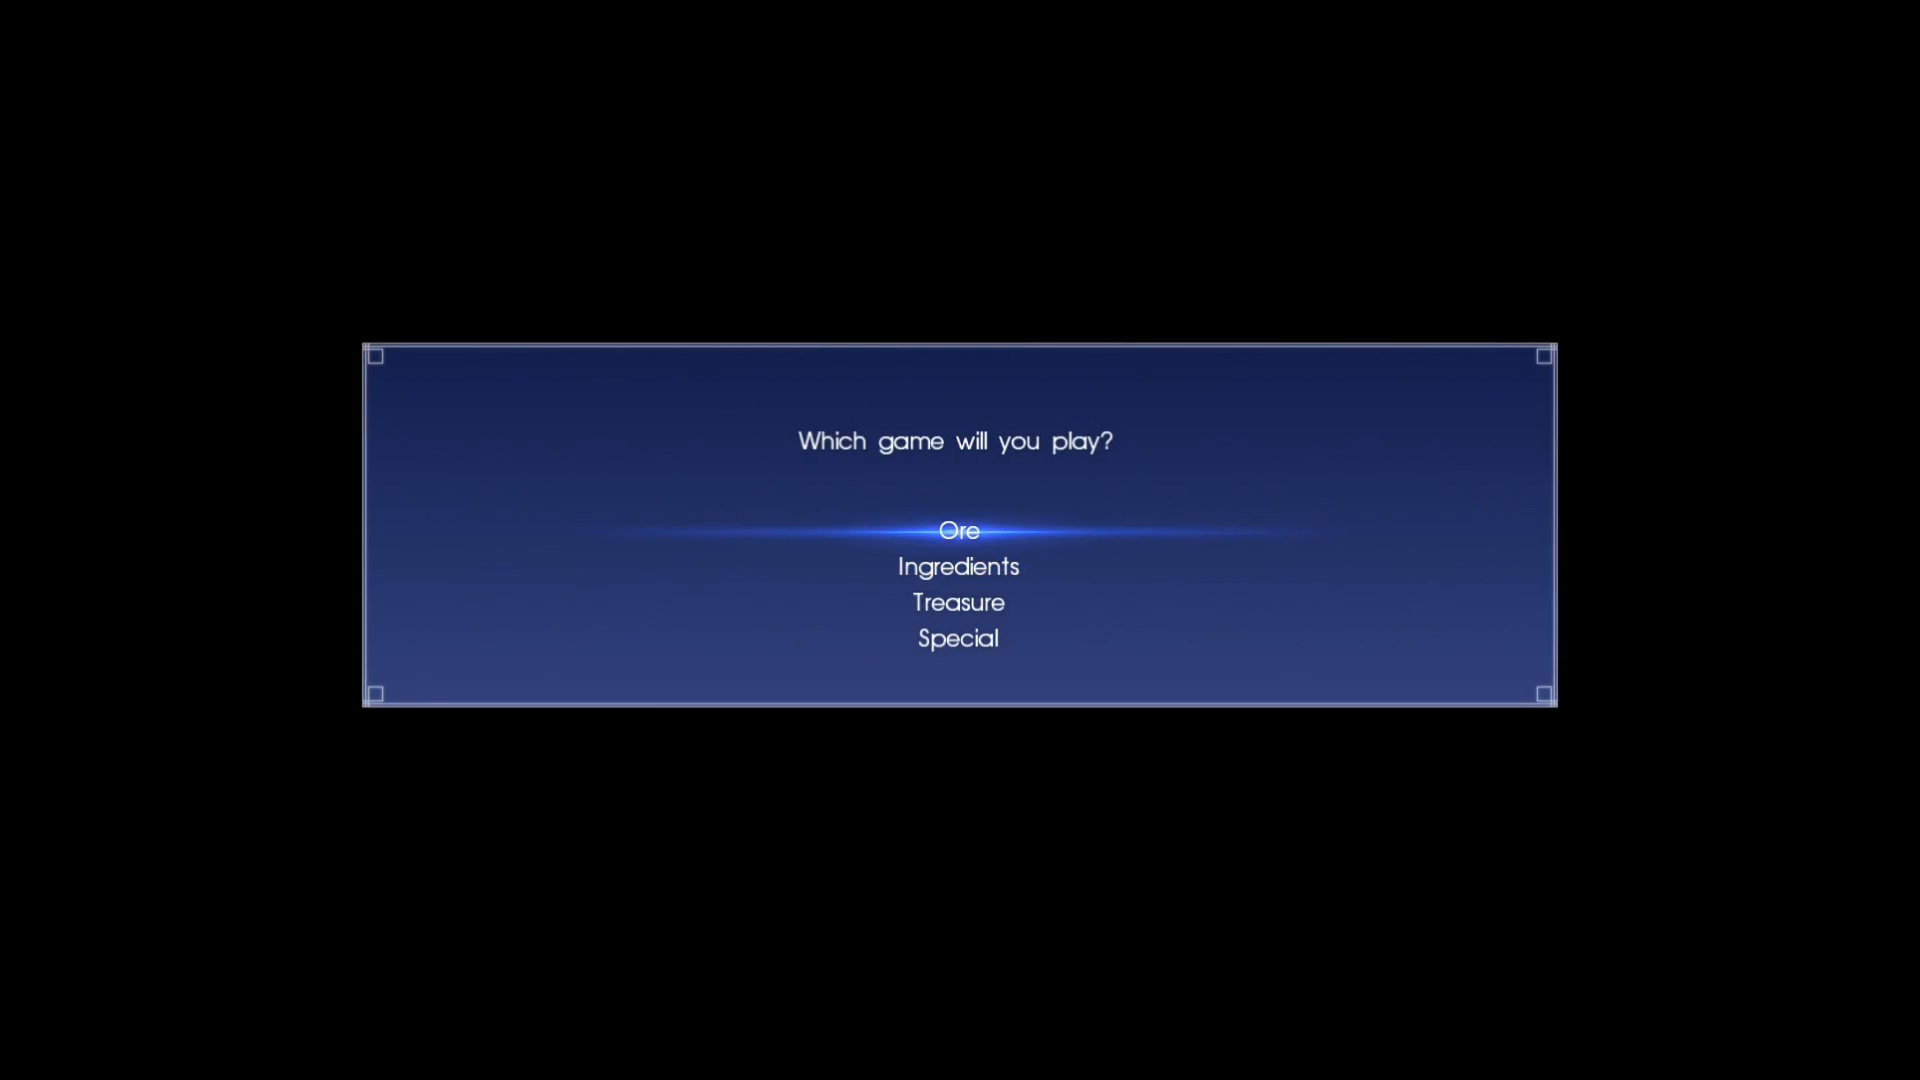 Which game will you play?
Ore
Ingredients
Treasure
Special